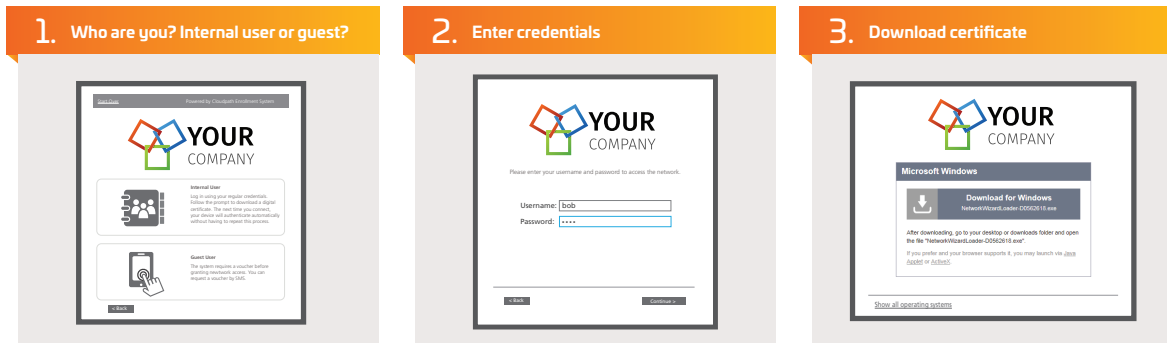 1. Who are you? Internal user or guest?
Start Over Powered by Cloudpath Enrollment System
YOUR
COMPANY
Internal User
Log in using your regular credentials.
Follow the prompt to download a digital
certificate. The next time you connect,
your device will authenticate automatically
without having to repeat this process.
Guest User
The system requires a voucher before
granting newtwork access. You can
request a voucher by SMS.
< Back
2. Enter credentials
YOUR
COMPANY
Please enter your username and password to access the network.
Username: bob
Password: ····
< Back Continue >
3. Download certificate
YOUR
COMPANY
Microsoft Windows
Download for Windows
NetworkWizardLoader-D0562618.exe
After downloading, go to your desktop or downloads folder and open
the file "NetworkWizardLoader-D0562618.exe".
If you prefer and your browser supports it, you may launch via Java
Applet or ActiveX.
Show all operating systems